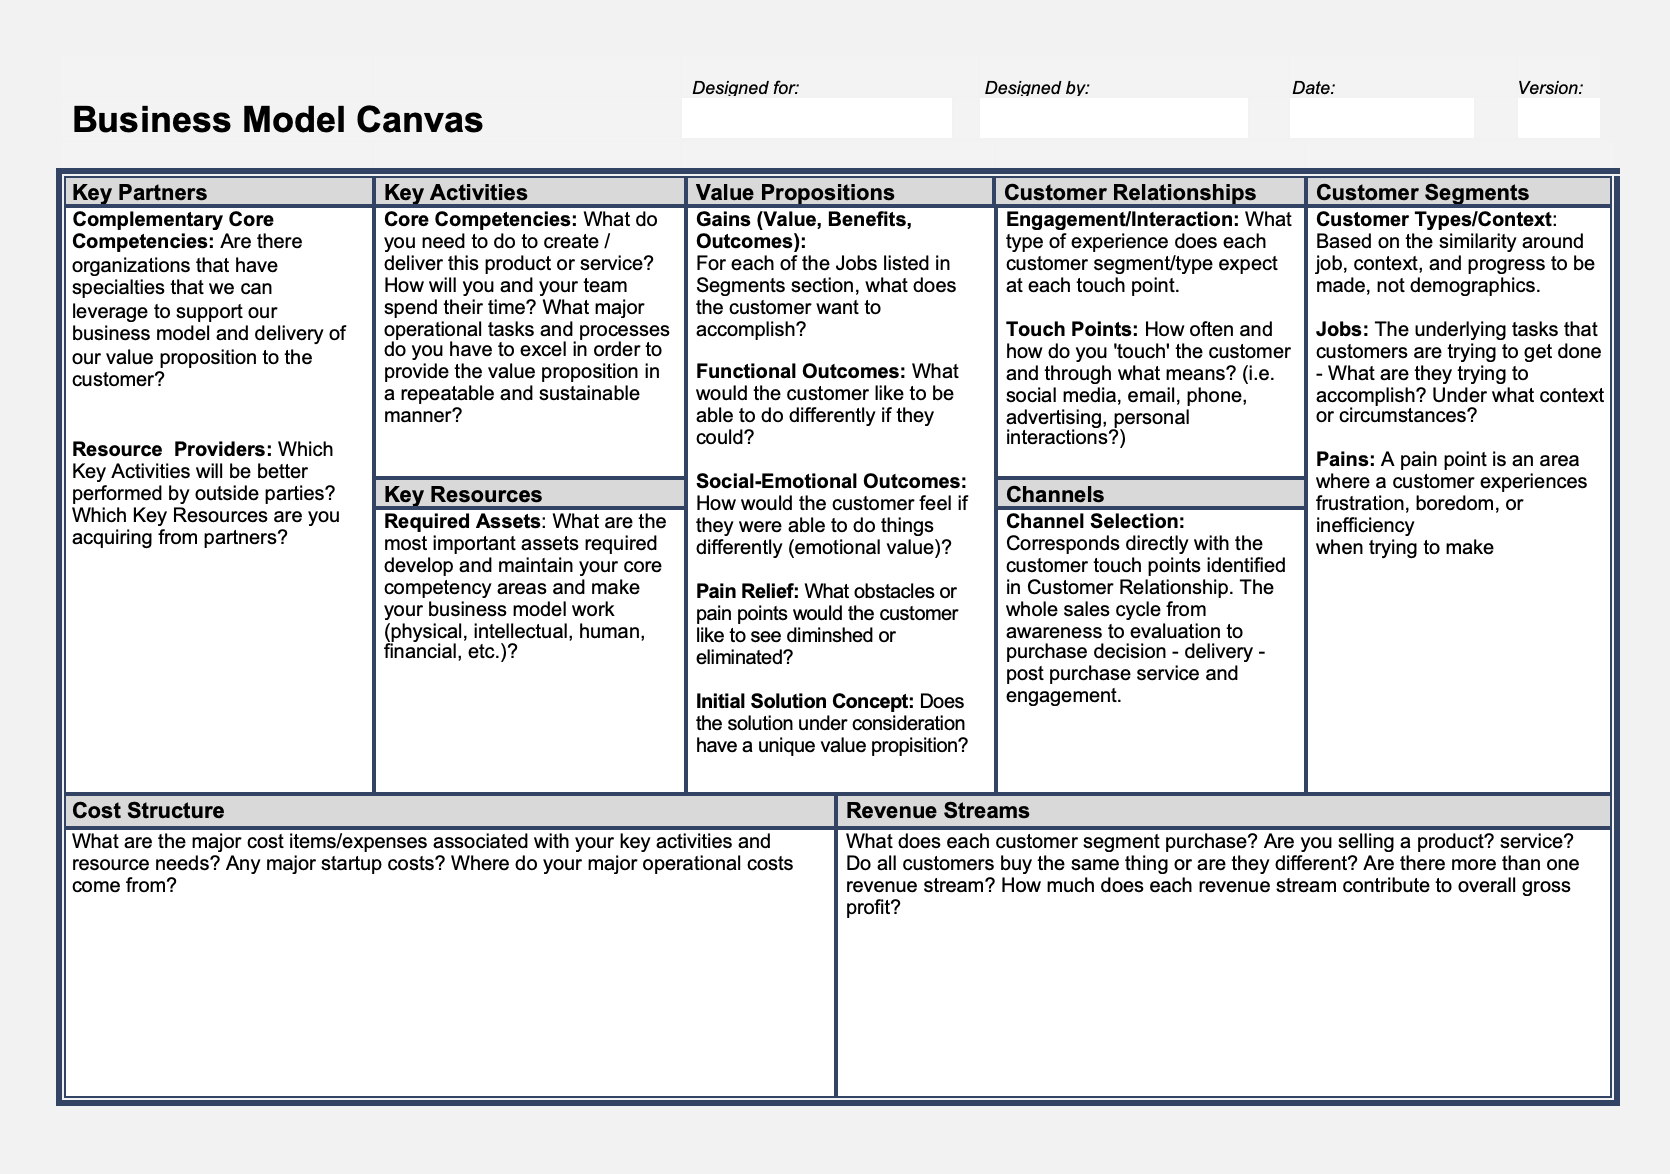 Designed for:
Designed by:
Date:
Version:
Business Model Canvas
Key Partners
Complementary Core
Competencies: Are there
organizations that have
specialties that we can
leverage to support our
business model and delivery of
our value proposition to the
customer?
Resource  Providers: Which
Key Activities will be better
performed by outside parties?
Which Key Resources are you
acquiring from partners?
Key Activities
Core Competencies: What do
you need to do to create /
deliver this product or service?
How will you and your team
spend their time? What major
operational tasks and processes
do you have to excel in order to
provide the value proposition in
a repeatable and sustainable
manner?
Key Resources
Required Assets: What are the
most important assets required
develop and maintain your core
competency areas and make
your business model work
(physical, intellectual, human,
financial, etc.)?
Value Propositions
Gains (Value, Benefits,
Outcomes):
For each of the Jobs listed in
Segments section, what does
the customer want to
accomplish?
Functional Outcomes: What
would the customer like to be
able to do differently if they
could?
Social-Emotional Outcomes:
How would the customer feel if
they were able to do things
differently (emotional value)?
Pain Relief: What obstacles or
pain points would the customer
like to see diminshed or
eliminated?
Initial Solution Concept: Does
the solution under consideration
have a unique value propisition?
Customer Relationships
Engagement/Interaction: What
type of experience does each
customer segment/type expect
at each touch point.
Touch Points: How often and
how do you 'touch' the customer
and through what means? (i.e.
social media, email, phone,
advertising, personal
interactions?)
Channels
Channel Selection:
Corresponds directly with the
customer touch points identified
in Customer Relationship. The
whole sales cycle from
awareness to evaluation to
purchase decision - delivery -
post purchase service and
engagement.
Customer Segments
Customer Types/Context:
Based on the similarity around
job, context, and progress to be
made, not demographics.
Jobs: The underlying tasks that
customers are trying to get done
- What are they trying to
accomplish? Under what context
or circumstances?
Pains: A pain point is an area
where a customer experiences
frustration, boredom, or
inefficiency
when trying to make
Cost Structure
What are the major cost items/expenses associated with your key activities and
resource needs? Any major startup costs? Where do your major operational costs
come from?
Revenue Streams
What does each customer segment purchase? Are you selling a product? service?
Do all customers buy the same thing or are they different? Are there more than one
revenue stream? How much does each revenue stream contribute to overall gross
profit?